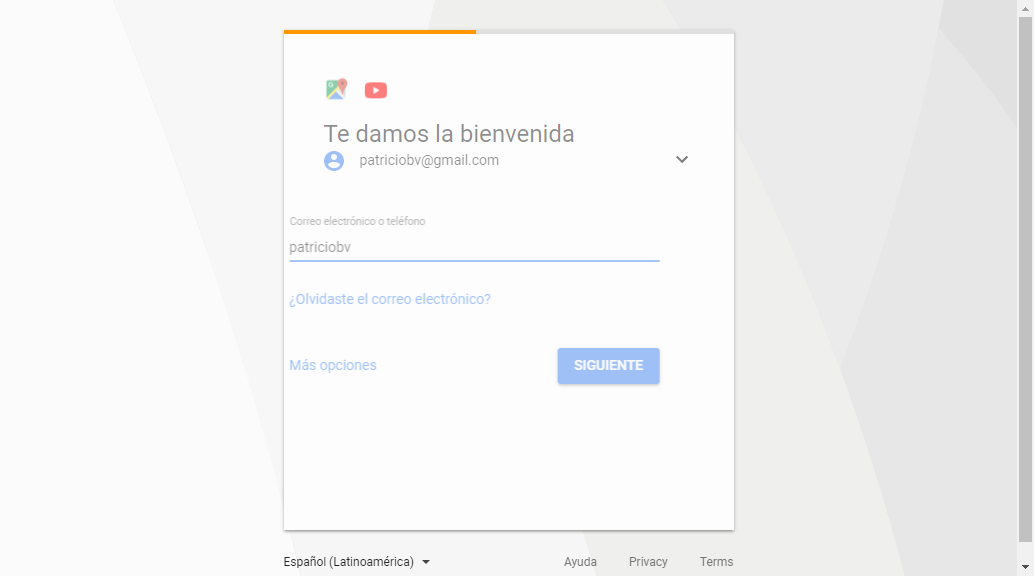 Te damos la bienvenida
patriciobv@gmail.com
Correo electrónico o teléfono
patriciobv
¿Olvidaste el correo electrónico?
Más opciones
SIGUIENTE
Español (Latinoamérica)
Ayuda
Privacy
Terms